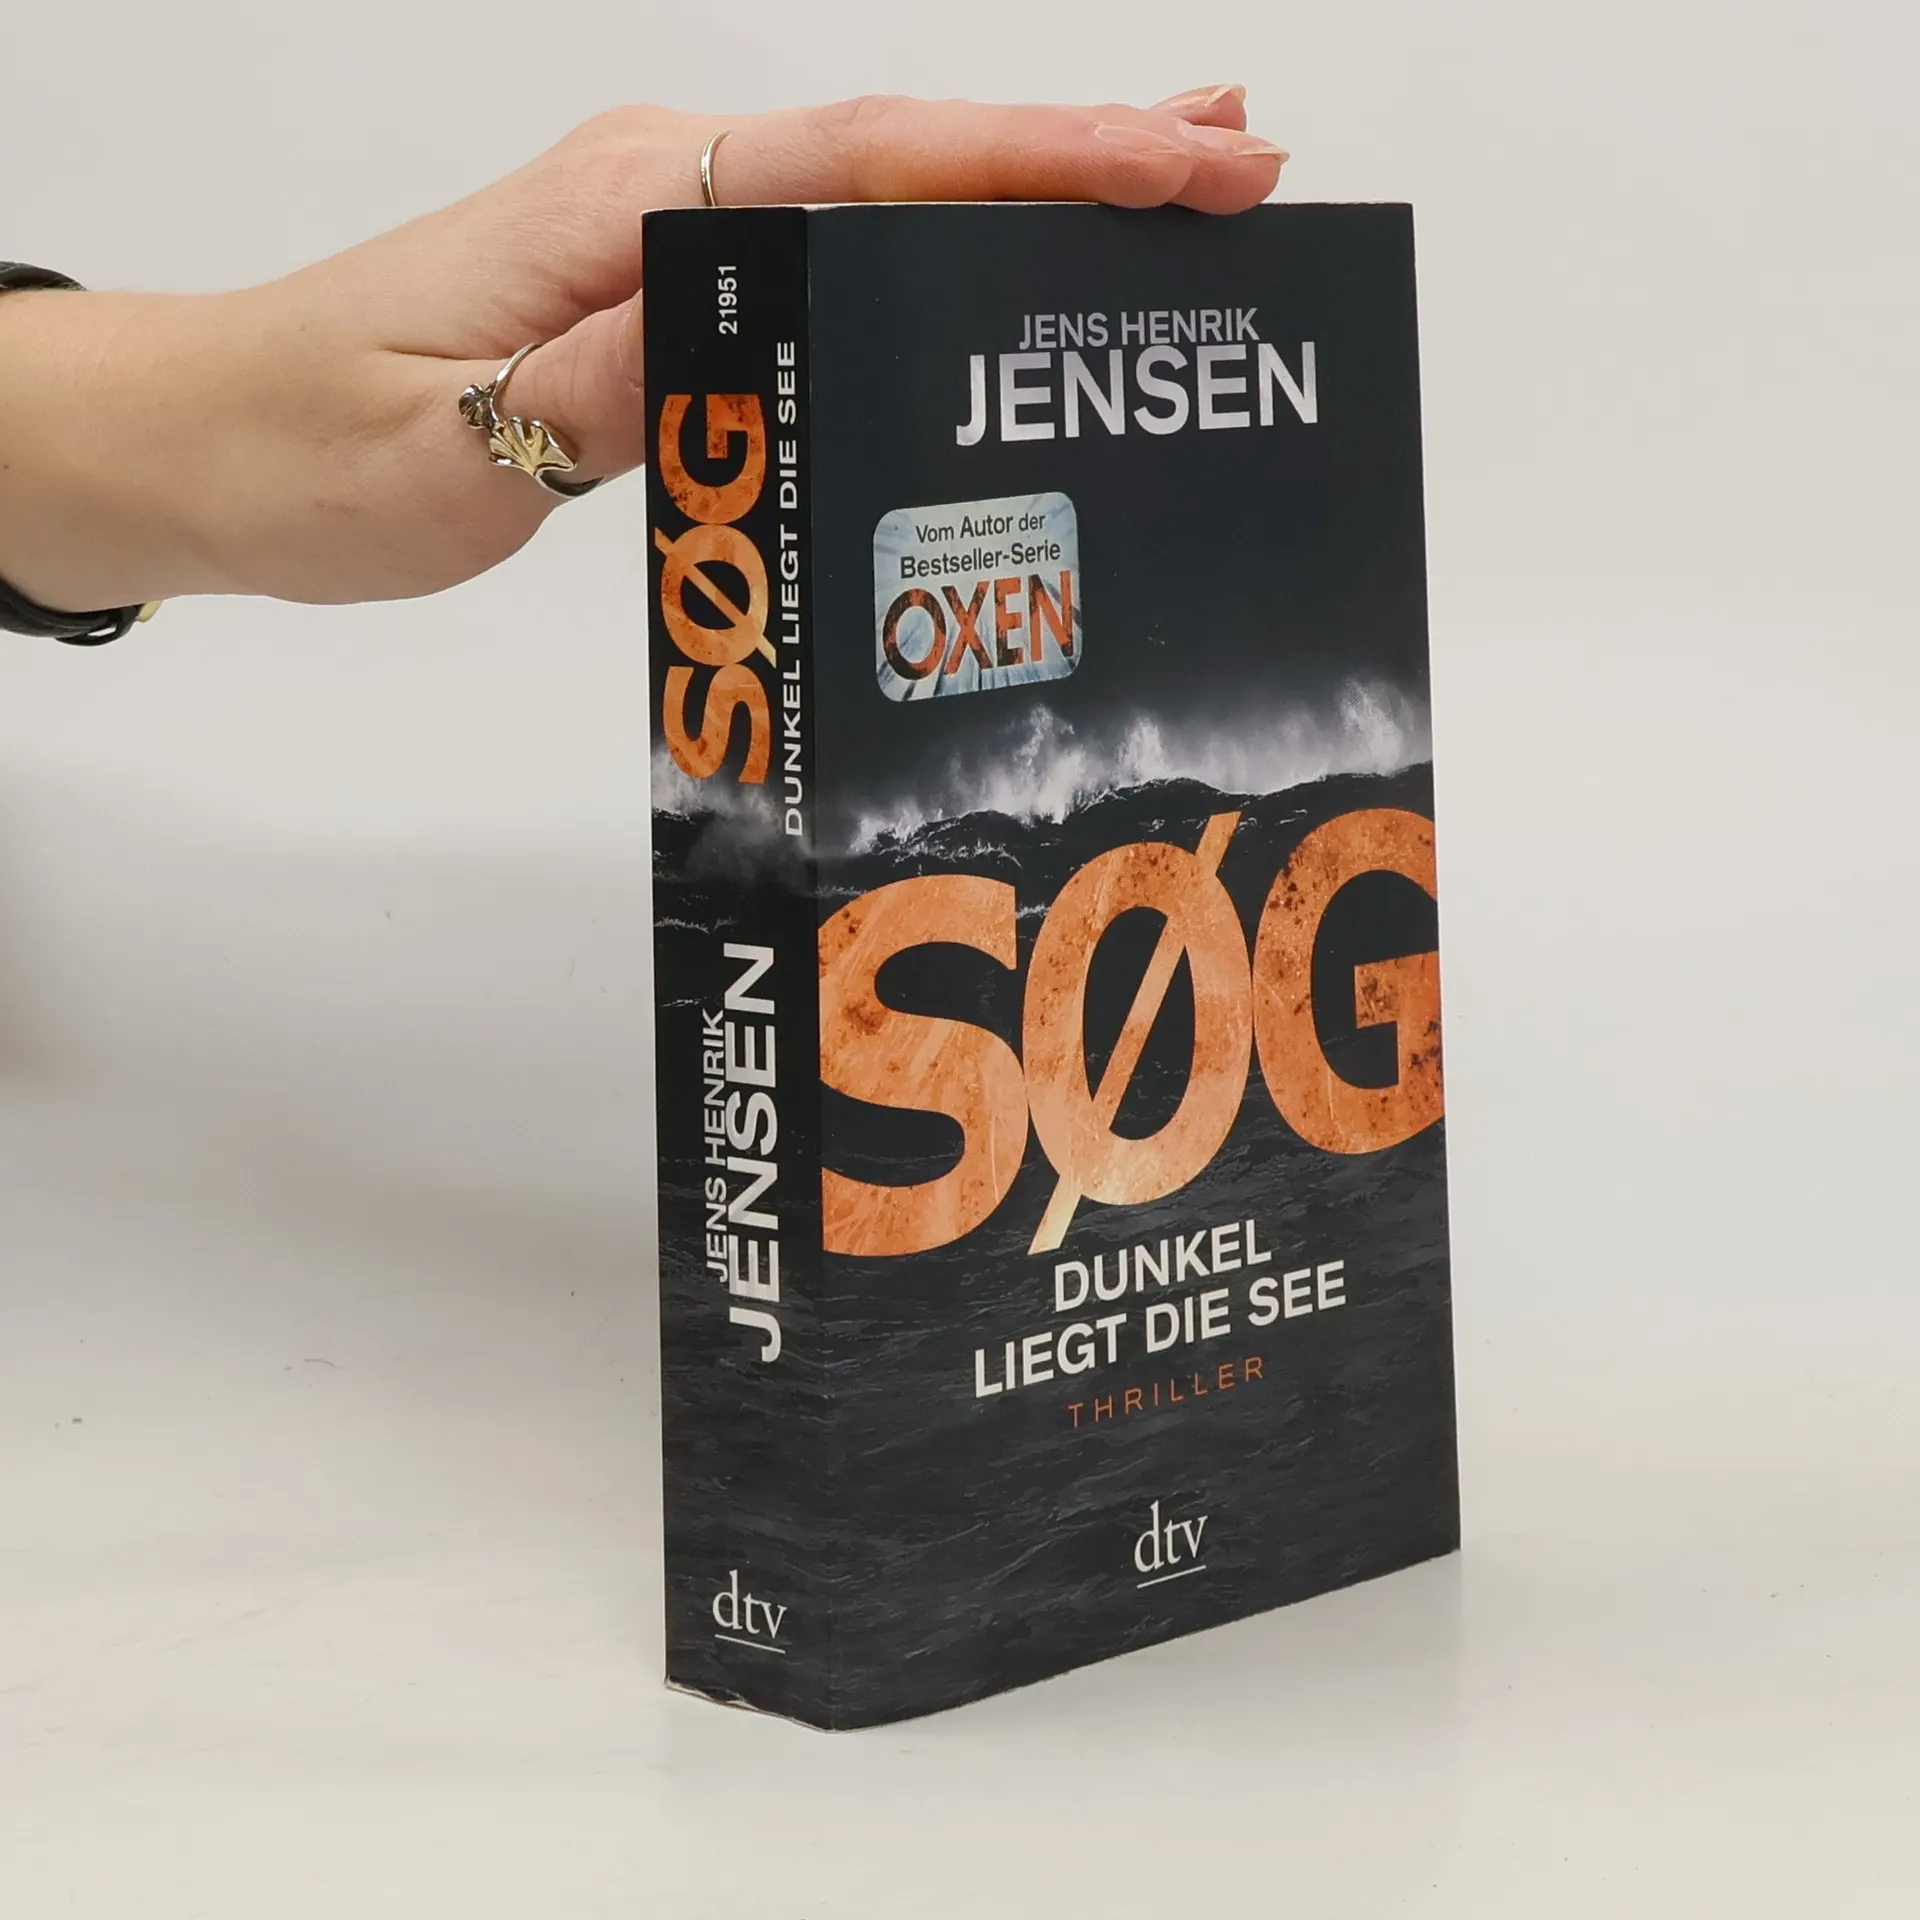 21951
SØG
DUNKEL LIEGT DIE SEE
JENS HENRIK
JENSEN
dtv
JENS HENRIK
JENSEN
Vom Autor der
Bestseller-Serie
OXEN
SØG
DUNKEL
LIEGT DIE SEE
THRILLER
dtv